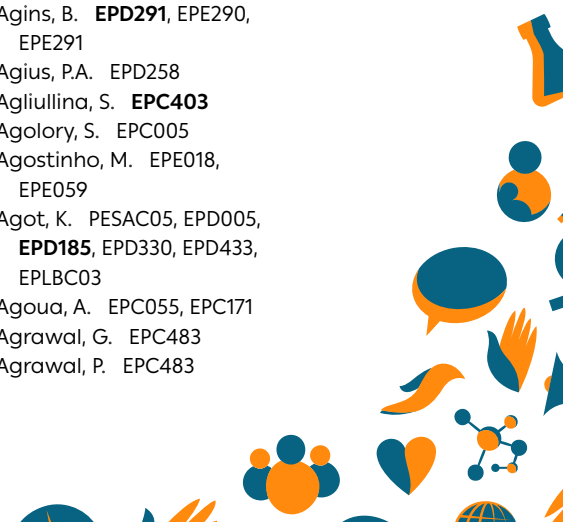 Agins, B. EPD291, EPE290,
EPE291
Agius, P.A. EPD258
Agliullina, S. EPC403
Agolory, S. EPC005
Agostinho, M. EPE018,
EPE059
Agot, K. PESAC05, EPD005,
EPD185, EPD330, EPD433,
EPLBC03
Agoua, A. EPC055, EPC171
Agrawal, G. EPC483
Agrawal, P. EPC483